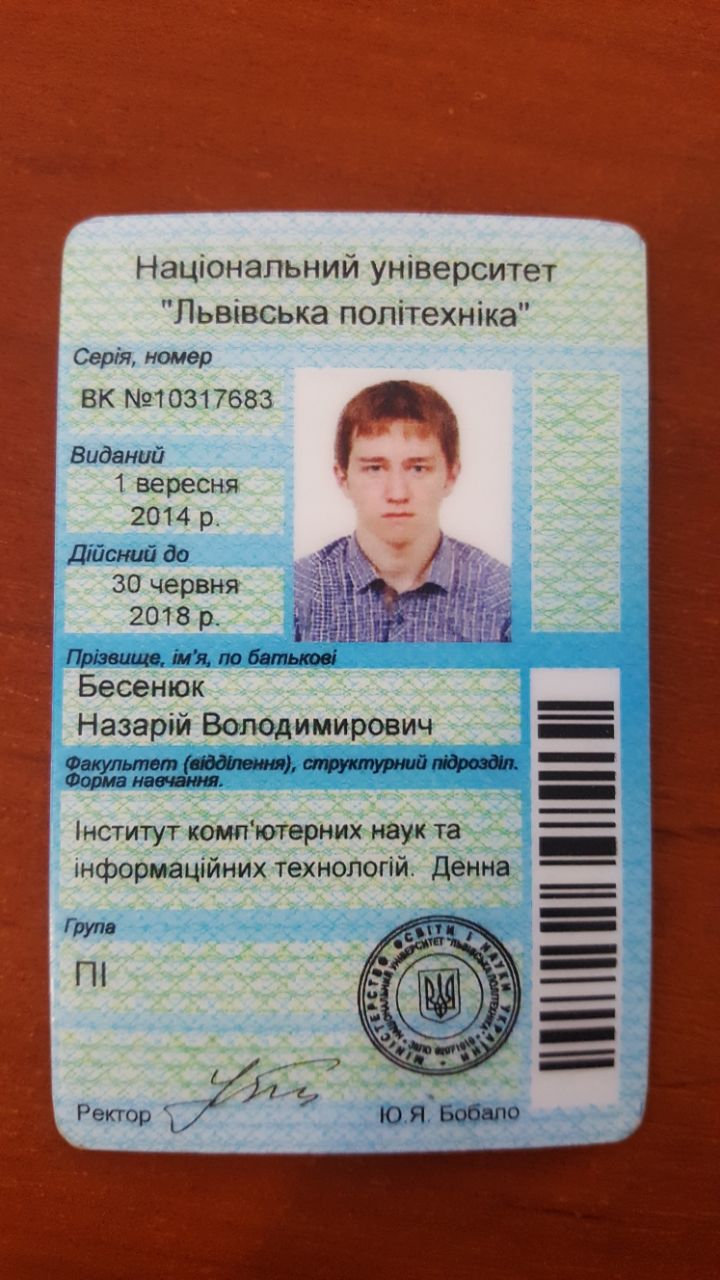 Національний університет
"Львівська політехніка"
Серія, номер
ВК №10317683
Виданий
1 вересня
2014 р.
Дійсний до
30 червня
2018 р.
Прізвище, ім'я, по батькові
Бесенюк
Назарій Володимирович
Факультет (відділення), структурний підрозділ.
Форма навчання.
Інститут комп'ютерних наук та
інформаційних технологій. Денна
Група
ПІ
МІНІСТЕРСТВО ОСВІТИ І НАУКИ УКРАЇНИ
НАЦІОНАЛЬНИЙ УНІВЕРСИТЕТ "ЛЬВІВСЬКА ПОЛІТЕХНІКА"
Ректор Ю.Я. Бобало